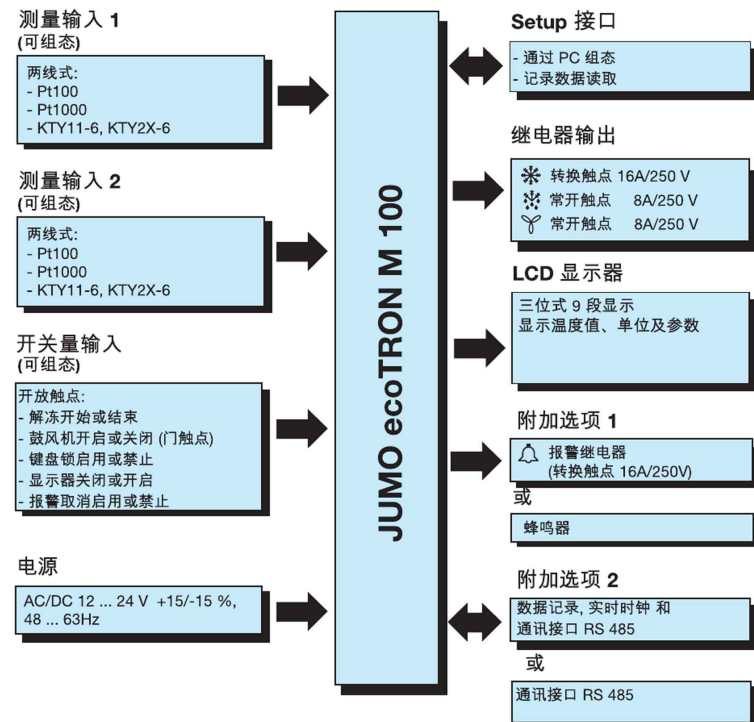 测量输入 1
(可组态)
两线式:
- Pt100
- Pt1000
- KTY11-6, KTY2X-6
测量输入 2
(可组态)
两线式:
- Pt100
- Pt1000
- KTY11-6, KTY2X-6
开关量输入
(可组态)
开放触点:
- 解冻开始或结束
- 鼓风机开启或关闭 (门触点)
- 键盘锁启用或禁止
- 显示器关闭或开启
- 报警取消启用或禁止
电源
AC/DC 12 ... 24 V +15/-15 %,
48 ... 63Hz
JUMO ecoTRON M 100
Setup 接口
- 通过 PC 组态
- 记录数据读取
继电器输出
转换触点 16A/250 V
常开触点 8A/250 V
常开触点 8A/250 V
LCD 显示器
三位式 9 段显示
显示温度值、单位及参数
附加选项 1
报警继电器
(转换触点 16A/250V)
或
蜂鸣器
附加选项 2
数据记录, 实时时钟 和
通讯接口 RS 485
或
通讯接口 RS 485